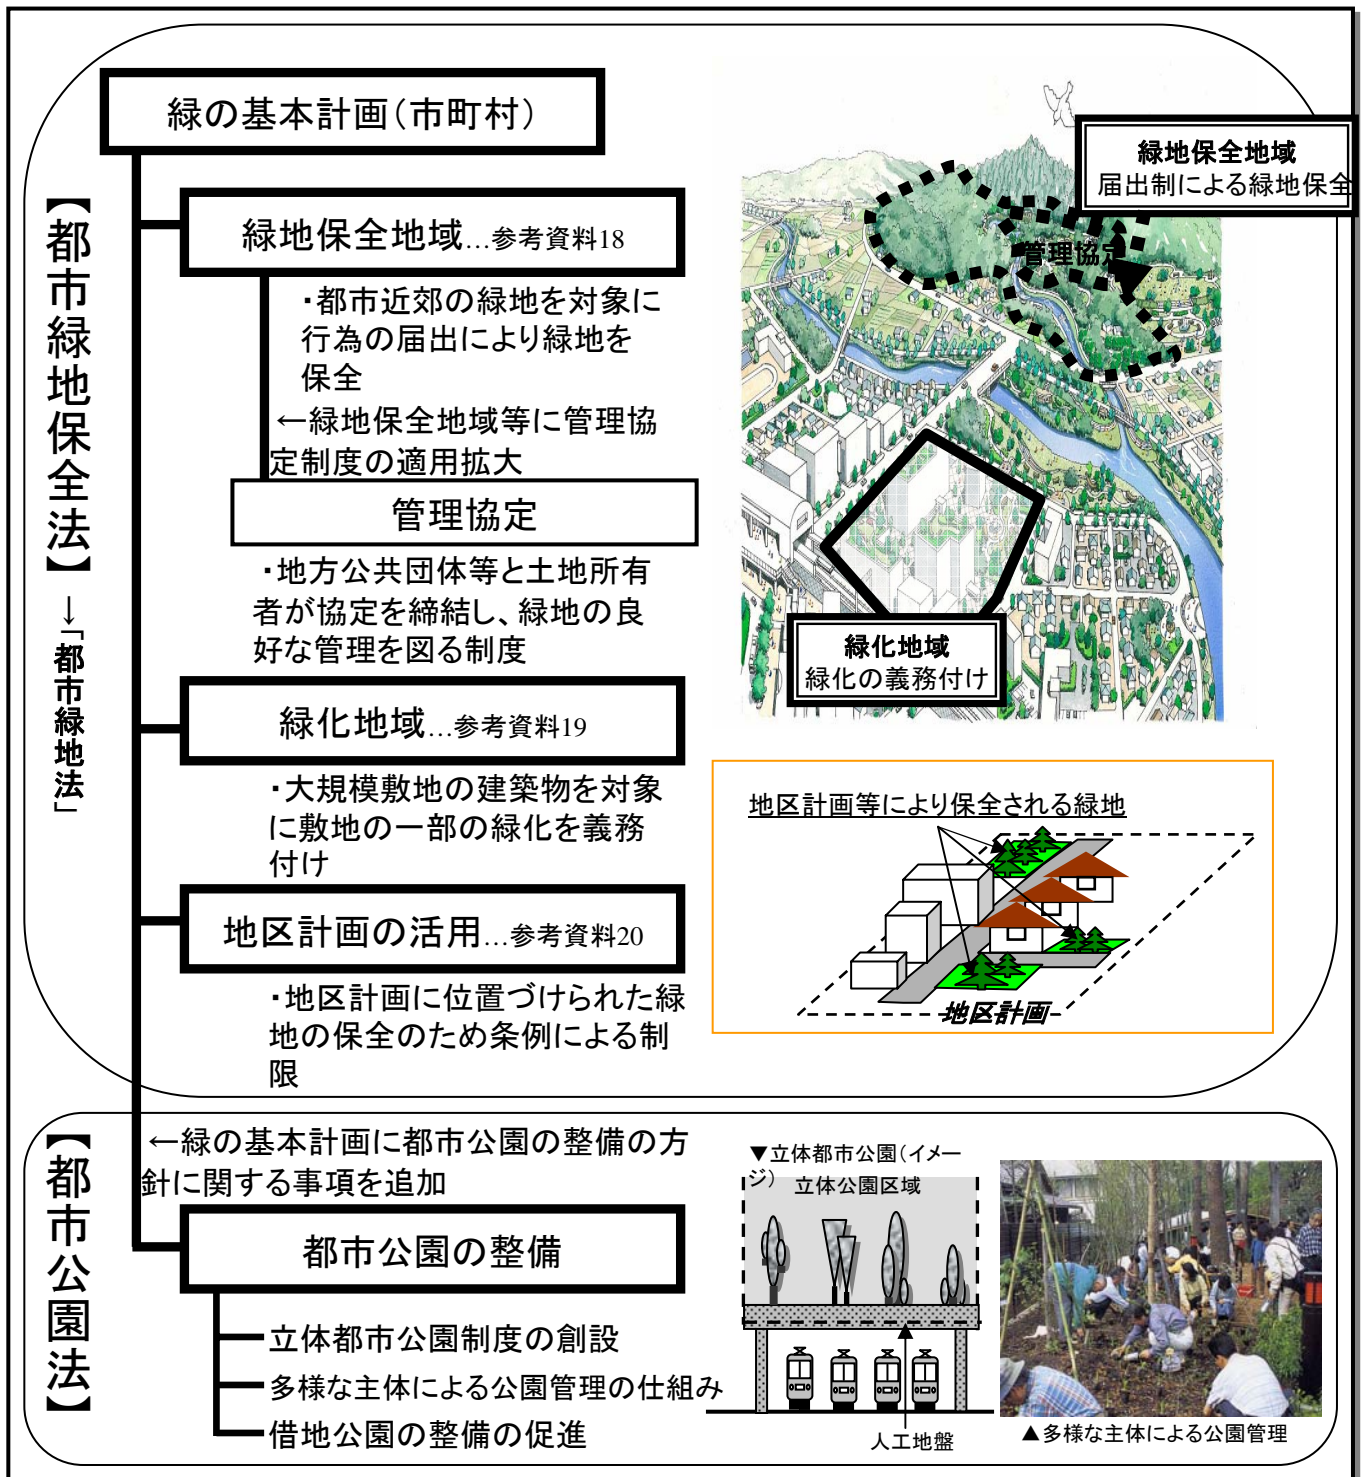 緑の基本計画（市町村）
【都市緑地保全法】
→「都市緑地法」
緑地保全地域…参考資料18
・都市近郊の緑地を対象に
行為の届出により緑地を
保全
←緑地保全地域等に管理協
定制度の適用拡大
管理協定
・地方公共団体等と土地所有
者が協定を締結し、緑地の良
好な管理を図る制度
緑化地域…参考資料19
・大規模敷地の建築物を対象
に敷地の一部の緑化を義務
付け
地区計画の活用…参考資料20
・地区計画に位置づけられた緑
地の保全のため条例による制
限
緑地保全地域
届出制による緑地保全
管理協定
緑化地域
緑化の義務付け
地区計画等により保全される緑地
地区計画
【都市公園法】
←緑の基本計画に都市公園の整備の方
針に関する事項を追加
都市公園の整備
立体都市公園制度の創設
多様な主体による公園管理の仕組み
借地公園の整備の促進
▼立体都市公園（イメー
ジ）
立体公園区域
人工地盤
▲多様な主体による公園管理